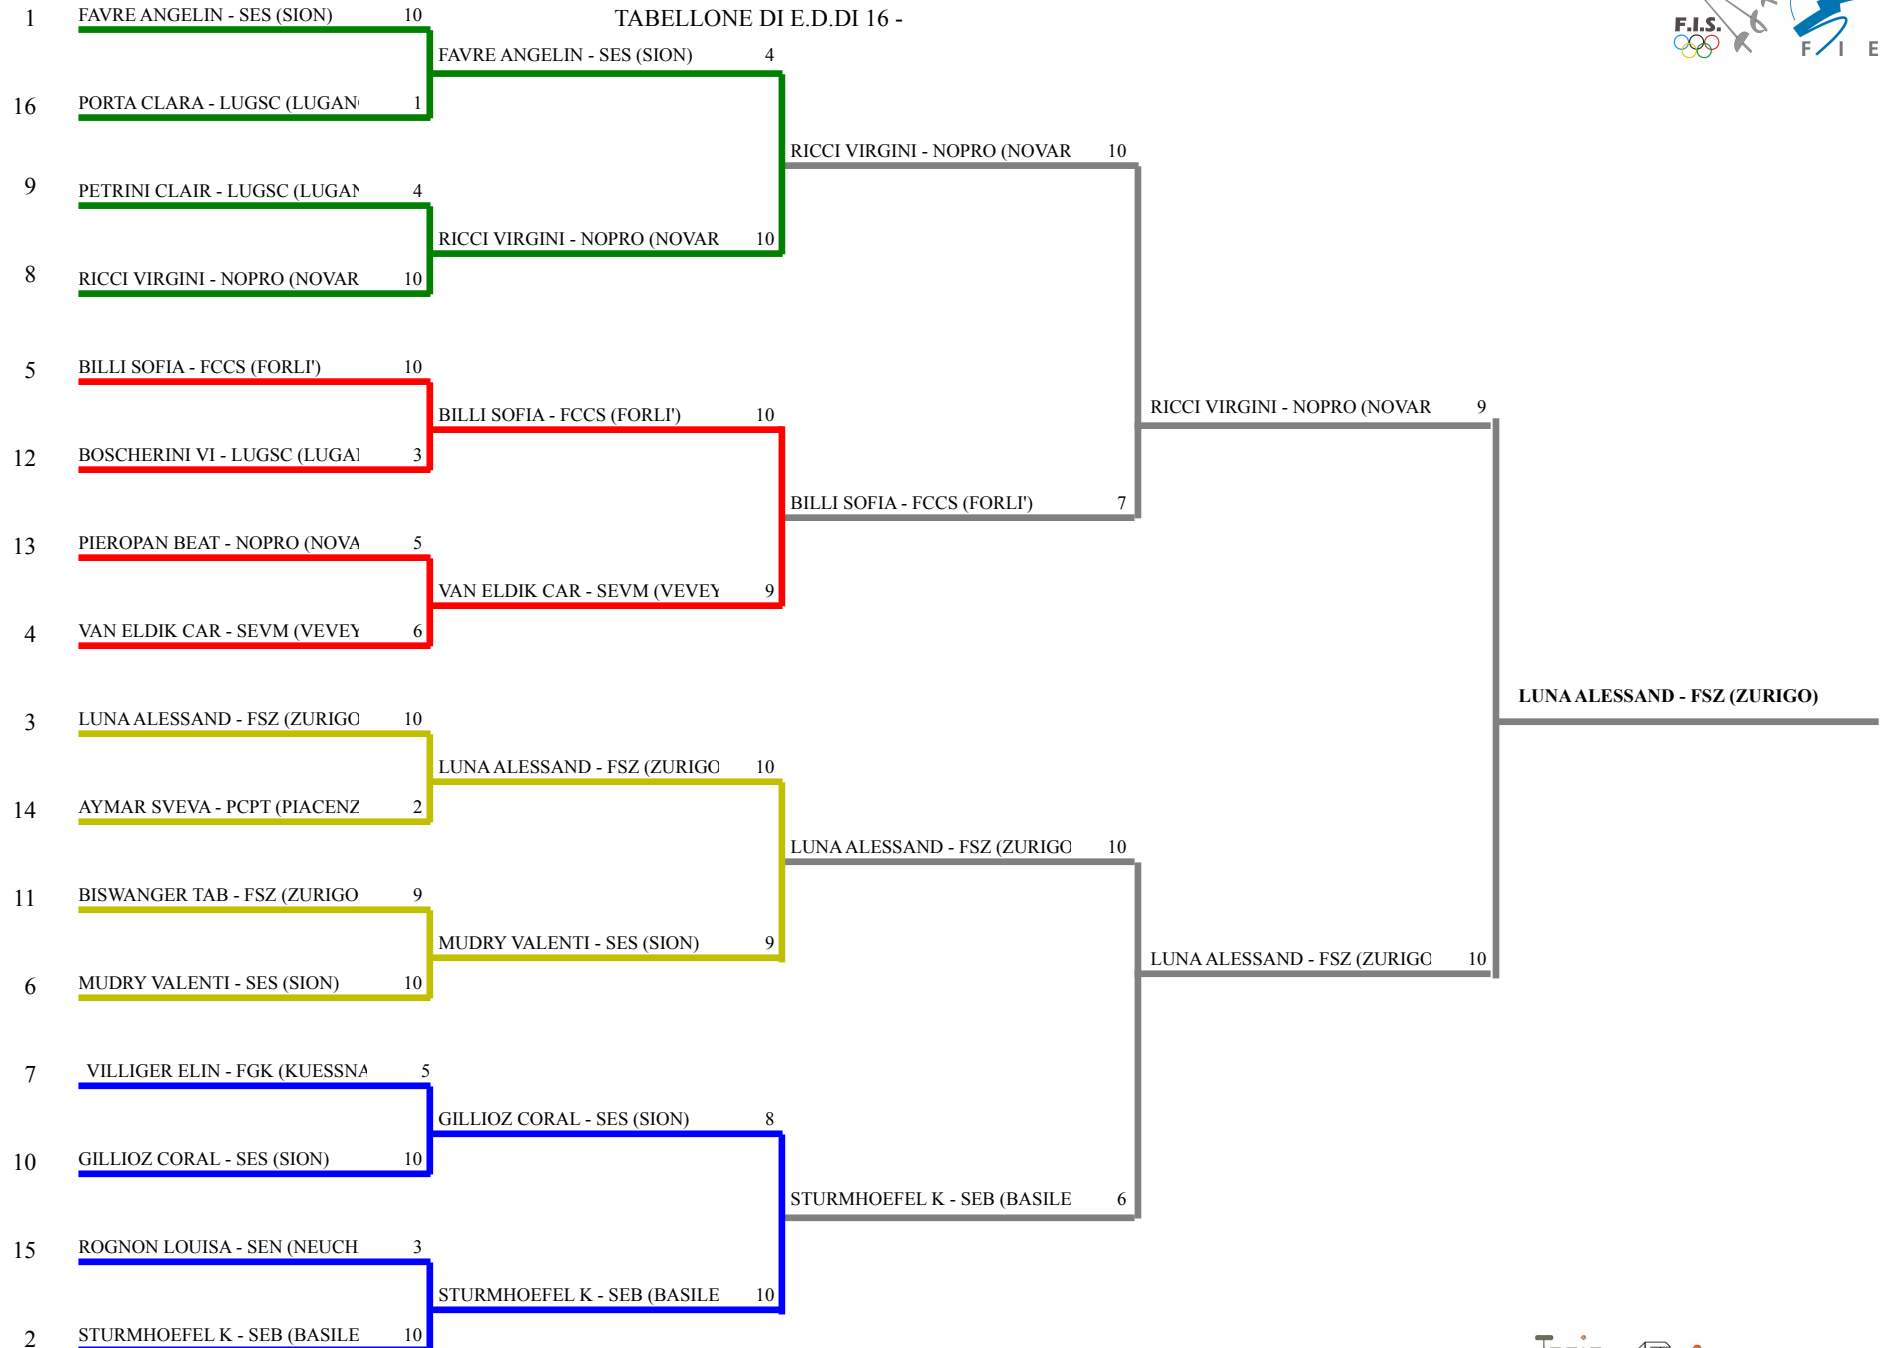 TABELLONE DI E.D.DI 16 -
F.I.S.
F I E
1 FAVRE ANGELIN - SES (SION) 10
16 PORTA CLARA - LUGSC (LUGAN 1
9 PETRINI CLAIR - LUGSC (LUGAN 4
8 RICCI VIRGINI - NOPRO (NOVAR 10
5 BILLI SOFIA - FCCS (FORLI') 10
12 BOSCHERINI VI - LUGSC (LUGAI 3
13 PIEROPAN BEAT - NOPRO (NOVA 5
4 VAN ELDIK CAR - SEVM (VEVEY 6
3 LUNA ALESSAND - FSZ (ZURIGO 10
14 AYMAR SVEVA - PCPT (PIACENZ 2
11 BISWANGER TAB - FSZ (ZURIGO 9
6 MUDRY VALENTI - SES (SION) 10
7 VILLIGER ELIN - FGK (KUESSNA 5
10 GILLIOZ CORAL - SES (SION) 10
15 ROGNON LOUISA - SEN (NEUCH 3
2 STURMHOEFEL K - SEB (BASILE 10
FAVRE ANGELIN - SES (SION) 4
RICCI VIRGINI - NOPRO (NOVAR 10
BILLI SOFIA - FCCS (FORLI') 10
VAN ELDIK CAR - SEVM (VEVEY 9
LUNA ALESSAND - FSZ (ZURIGO 10
MUDRY VALENTI - SES (SION) 9
GILLIOZ CORAL - SES (SION) 8
STURMHOEFEL K - SEB (BASILE 10
RICCI VIRGINI - NOPRO (NOVAR 10
BILLI SOFIA - FCCS (FORLI') 7
LUNA ALESSAND - FSZ (ZURIGO 10
STURMHOEFEL K - SEB (BASILE 6
RICCI VIRGINI - NOPRO (NOVAR 9
LUNA ALESSAND - FSZ (ZURIGO 10
LUNA ALESSAND - FSZ (ZURIGO)